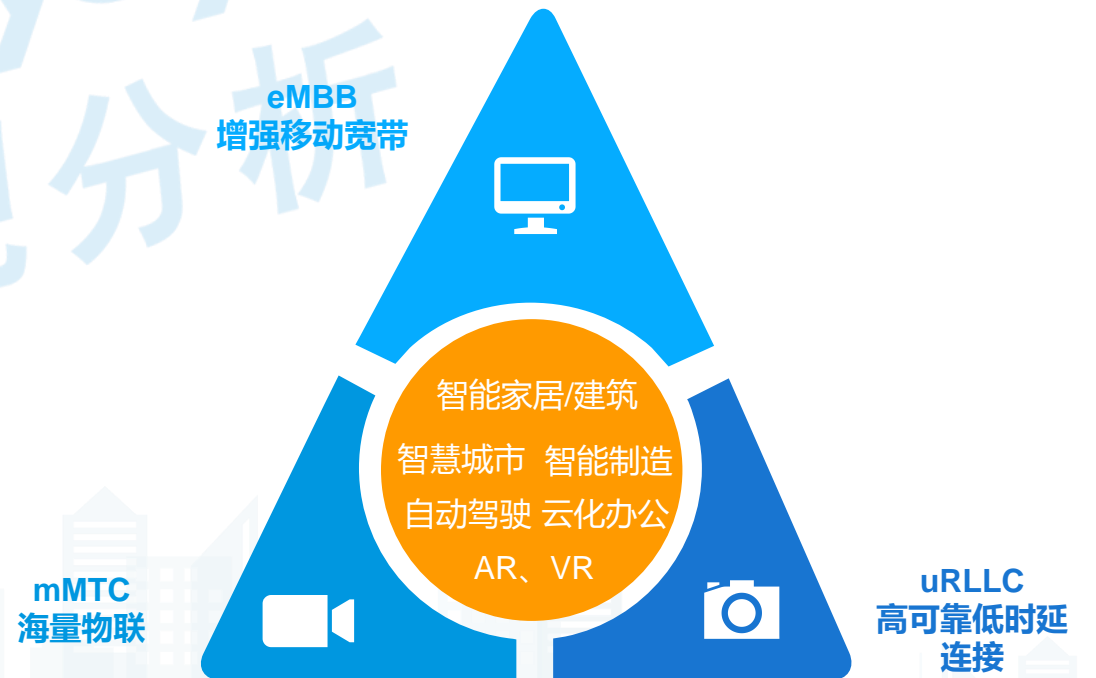 分析
eMBB
增强移动宽带
智能家居/建筑
智慧城市 智能制造
自动驾驶 云化办公
AR、VR
mMTC
海量物联
uRLLC
高可靠低时延
连接